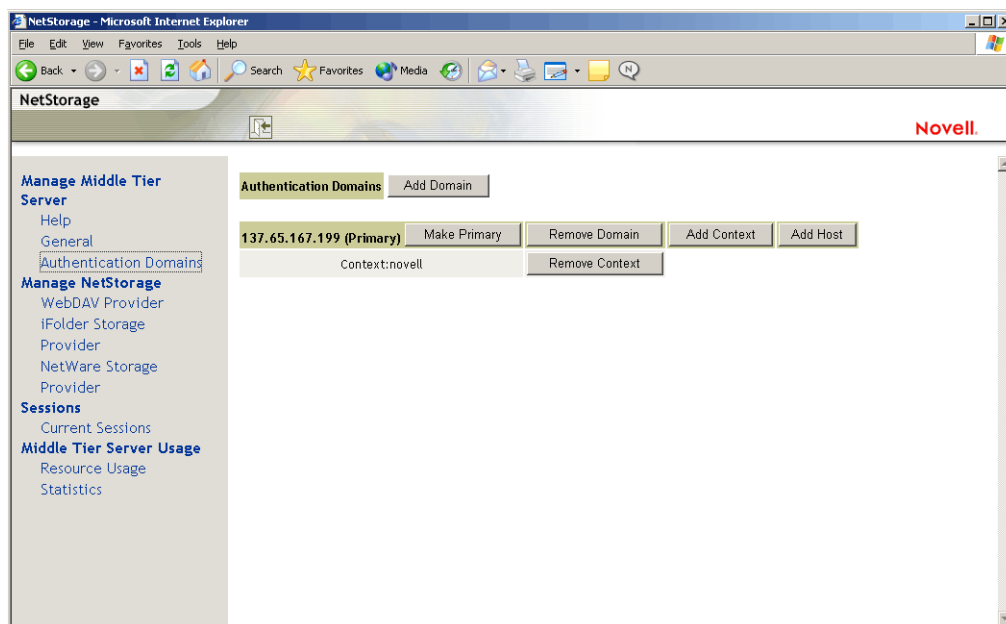 NetStorage - Microsoft Internet Explorer
File Edit View Favorites Tools Help
Back Search Favorites Media
NetStorage
Novell.
Manage Middle Tier
Server
Help
General
Authentication Domains
Manage NetStorage
WebDAV Provider
iFolder Storage
Provider
NetWare Storage
Provider
Sessions
Current Sessions
Middle Tier Server Usage
Resource Usage
Statistics
Authentication Domains Add Domain
137.65.167.199 (Primary) Make Primary Remove Domain Add Context Add Host
Context:novell Remove Context